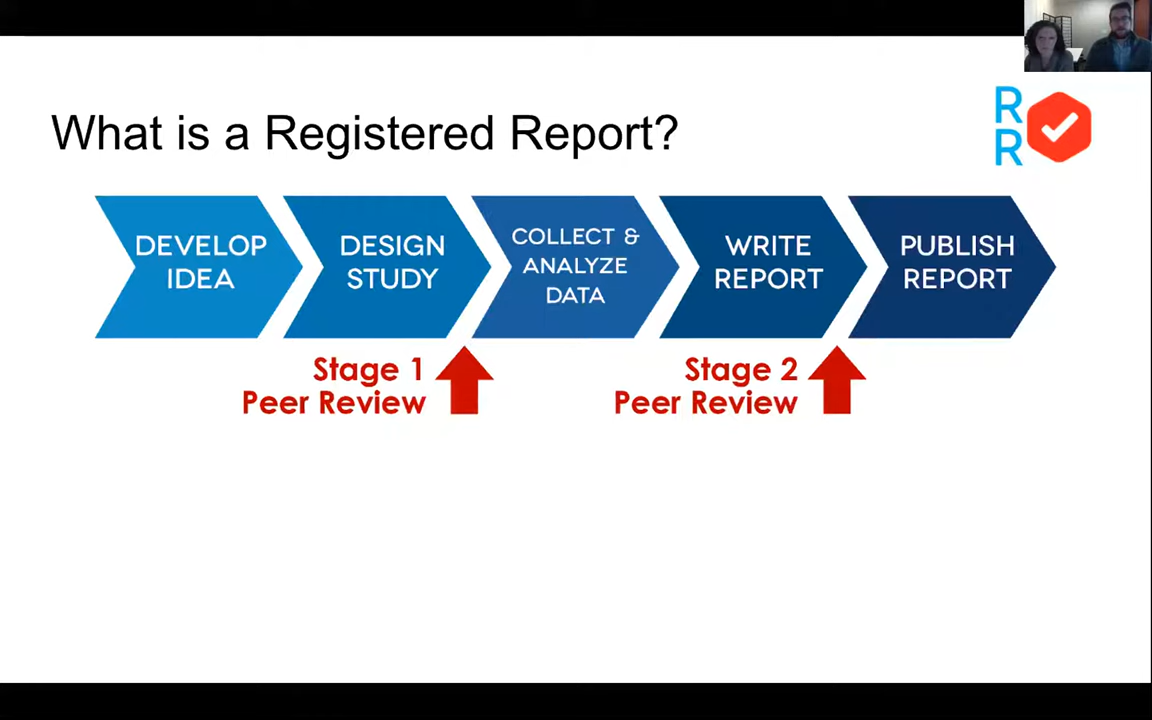 R
R
What is a Registered Report?
DEVELOP
IDEA
DESIGN
STUDY
COLLECT &
ANALYZE
DATA
WRITE
REPORT
PUBLISH
REPORT
Stage 1
Peer Review
Stage 2
Peer Review